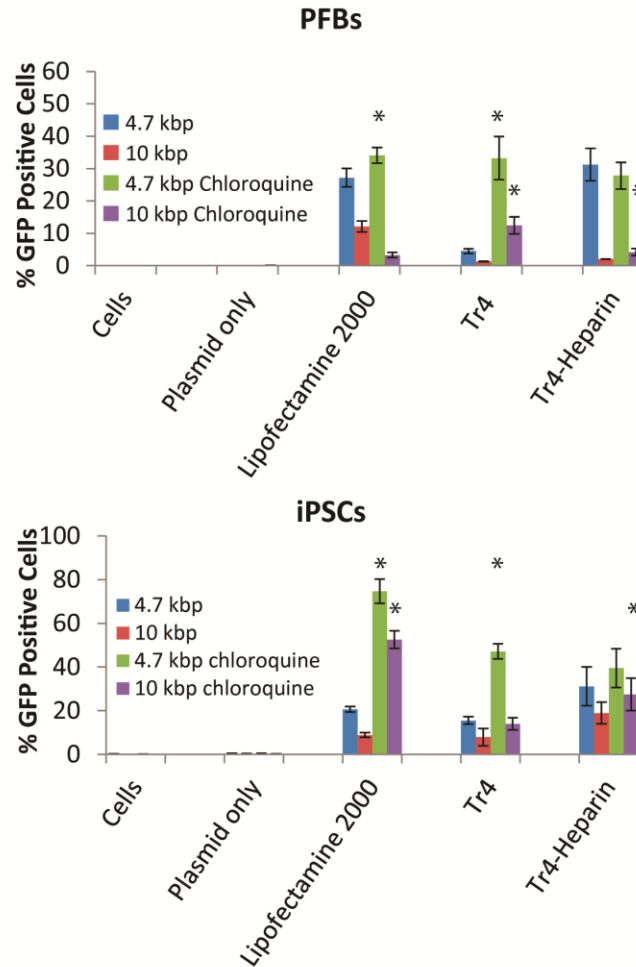 PFBs
% GFP Positive Cells
60
50
40
30
20
10
0
4.7 kbp
10 kbp
4.7 kbp Chloroquine
10 kbp Chloroquine
*
*
*
*
Cells
Plasmid only
Lipofectamine 2000
Tr4
Tr4-Heparin
iPSCs
% GFP Positive Cells
100
80
60
40
20
0
4.7 kbp
10 kbp
4.7 kbp chloroquine
10 kbp chloroquine
*
*
*
*
Cells
Plasmid only
Lipofectamine 2000
Tr4
Tr4-Heparin